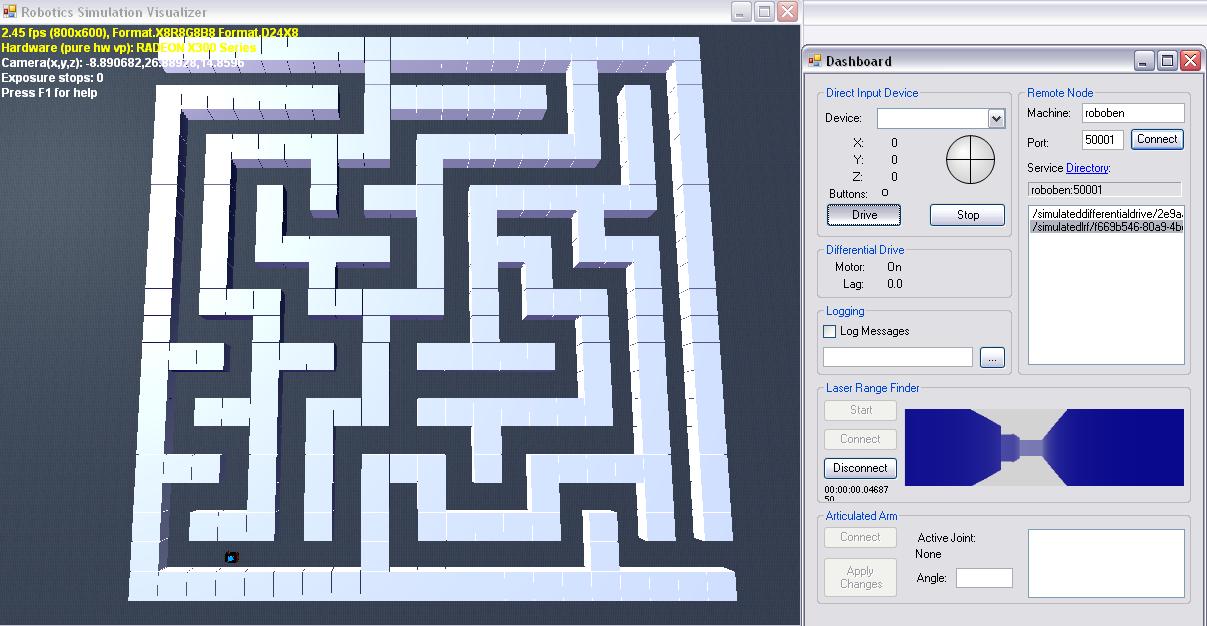 Robotics Simulation Visualizer
2.45 fps (800x600), Format.X8R8G8B8 Format.D24X8
Hardware (pure hw vp): RADEON X300 Series
Camera(x,y,z): -8.890682,26.88928,14.8596
Exposure stops: 0
Press F1 for help
Dashboard
Direct Input Device
Device:
X: 0
Y: 0
Z: 0
Buttons: O
Drive
Stop
Differential Drive
Motor: On
Lag: 0.0
Logging
Log Messages
...
Remote Node
Machine: roboben
Port: 50001 Connect
Service Directory:
roboben:50001
/simulateddifferentialdrive/2e9a
/simulatedlrf/f669b546-80a9-4b
Laser Range Finder
Start
Connect
Disconnect
00:00:00.04687
50
Articulated Arm
Connect
Apply
Changes
Active Joint:
None
Angle: